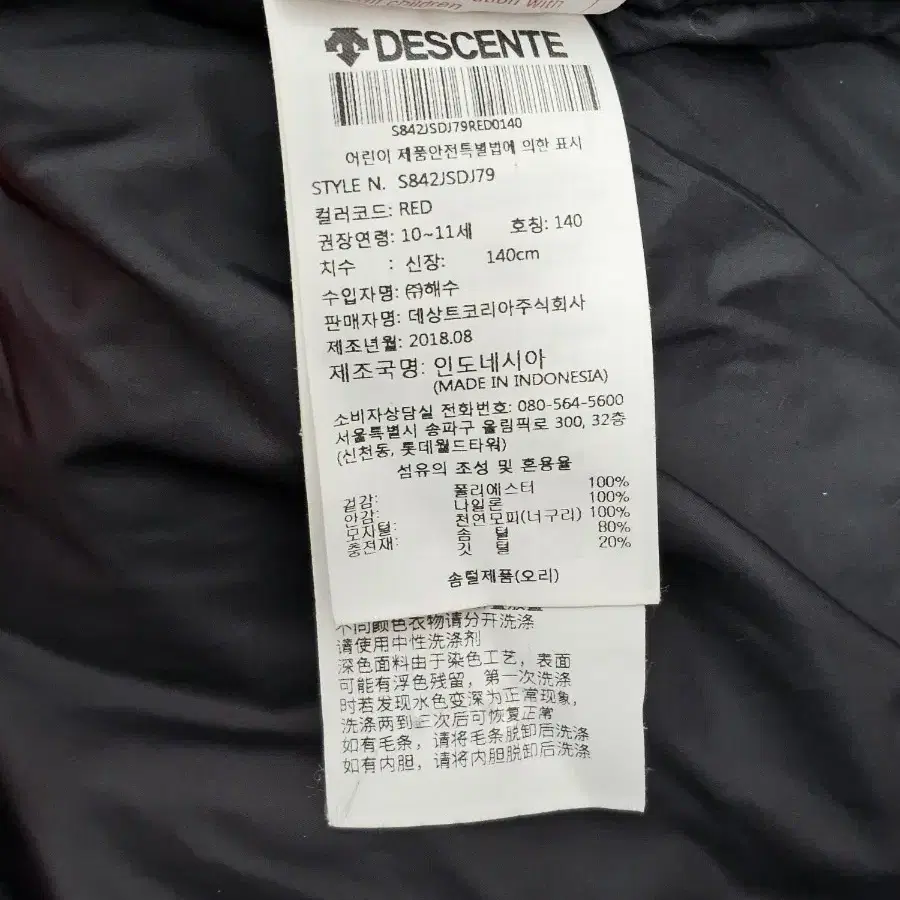 children
with
DESCENTE
S842JSDJ79RED0140
어린이 제품안전특별법에 의한 표시
STYLE N. S842JSDJ79
컬러코드: RED
권장연령: 10~11세 호칭: 140
치수 : 신장: 140cm
수입자명: ㈜해수
판매자명: 데상트코리아주식회사
제조년월: 2018.08
제조국명: 인도네시아
(MADE IN INDONESIA)
소비자상담실 전화번호: 080-564-5600
서울특별시 송파구 올림픽로 300, 32층
(신천동, 롯데월드타워)
섬유의 조성 및 혼용율
겉감: 폴리에스터 100%
안감: 나일론 100%
모자털: 천연모피(너구리) 100%
충전재: 솜 털 80%
깃 털 20%
솜털제품(오리)
不同颜色衣物请分开洗涤
请使用中性洗涤剂
深色面料由于染色工艺，表面
可能有浮色残留，第一次洗涤
时若发现水色变深为正常现象，
洗涤两到三次后可恢复正常
如有毛条，请将毛条脱卸后洗涤
如有内胆，请将内胆脱卸后洗涤